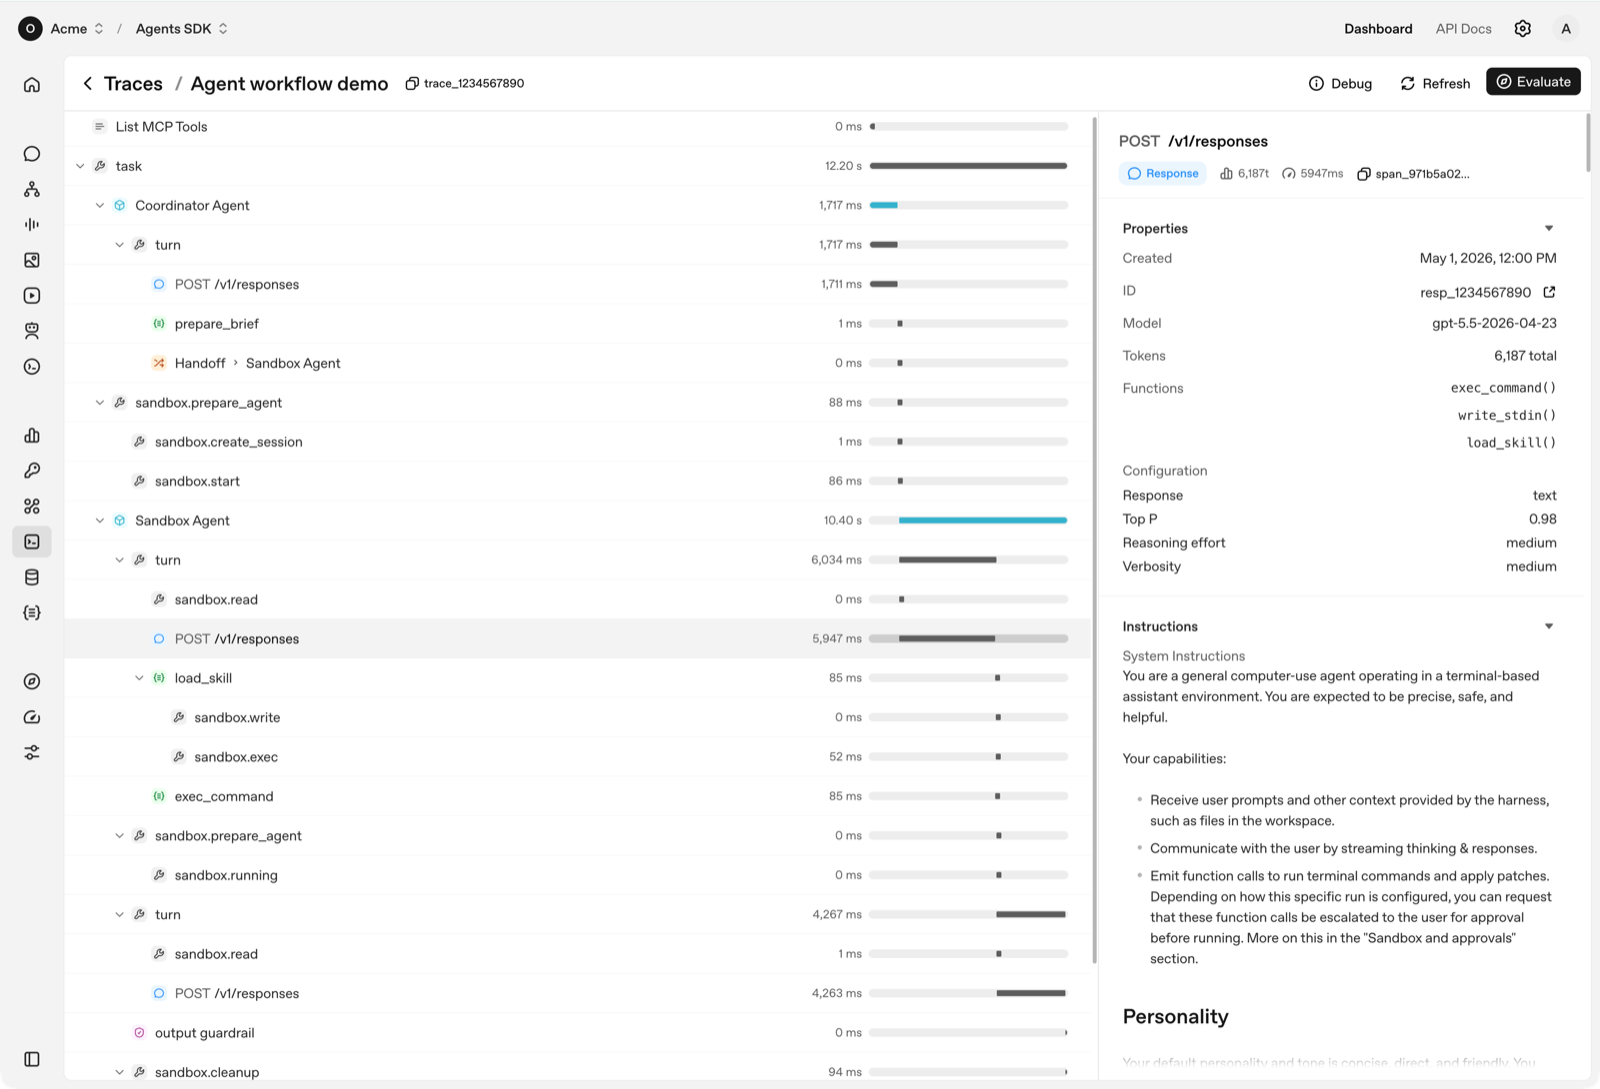 O Acme / Agents SDK Dashboard API Docs A
Traces / Agent workflow demo trace_1234567890 Debug Refresh Evaluate
List MCP Tools 0 ms
task 12.20 s
Coordinator Agent 1,717 ms
turn 1,717 ms
POST /v1/responses 1,711 ms
prepare_brief 1 ms
Handoff > Sandbox Agent 0 ms
sandbox.prepare_agent 88 ms
sandbox.create_session 1 ms
sandbox.start 86 ms
Sandbox Agent 10.40 s
turn 6,034 ms
sandbox.read 0 ms
POST /v1/responses 5,947 ms
load_skill 85 ms
sandbox.write 0 ms
sandbox.exec 52 ms
exec_command 85 ms
sandbox.prepare_agent 0 ms
sandbox.running 0 ms
turn 4,267 ms
sandbox.read 1 ms
POST /v1/responses 4,263 ms
output guardrail 0 ms
sandbox.cleanup 94 ms
POST /v1/responses
Response 6,187t 5947ms span_971b5a02...
Properties
Created May 1, 2026, 12:00 PM
ID resp_1234567890
Model gpt-5.5-2026-04-23
Tokens 6,187 total
Functions exec_command()
write_stdin()
load_skill()
Configuration
Response text
Top P 0.98
Reasoning effort medium
Verbosity medium
Instructions
System Instructions
You are a general computer-use agent operating in a terminal-based
assistant environment. You are expected to be precise, safe, and
helpful.
Your capabilities:
• Receive user prompts and other context provided by the harness,
such as files in the workspace.
• Communicate with the user by streaming thinking & responses.
• Emit function calls to run terminal commands and apply patches.
Depending on how this specific run is configured, you can request
that these function calls be escalated to the user for approval
before running. More on this in the "Sandbox and approvals"
section.
Personality
Your default personality and tone is concise, direct, and friendly. You